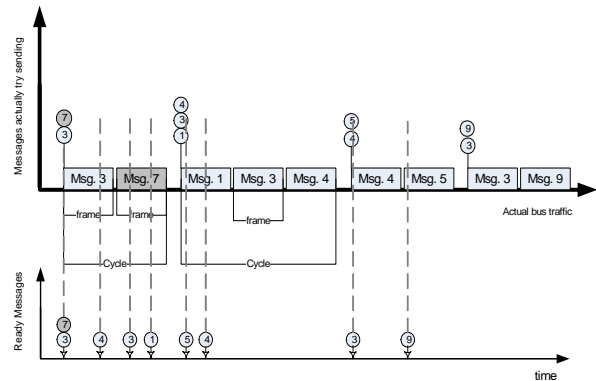 Messages actually try sending
4
7
3
3
1
5
4
9
3
Msg. 3
Msg. 7
Msg. 1
Msg. 3
Msg. 4
Msg. 4
Msg. 5
Msg. 3
Msg. 9
Actual bus traffic
frame
frame
frame
Cycle
Cycle
Ready Messages
7
3
4
3
1
5
4
3
9
time